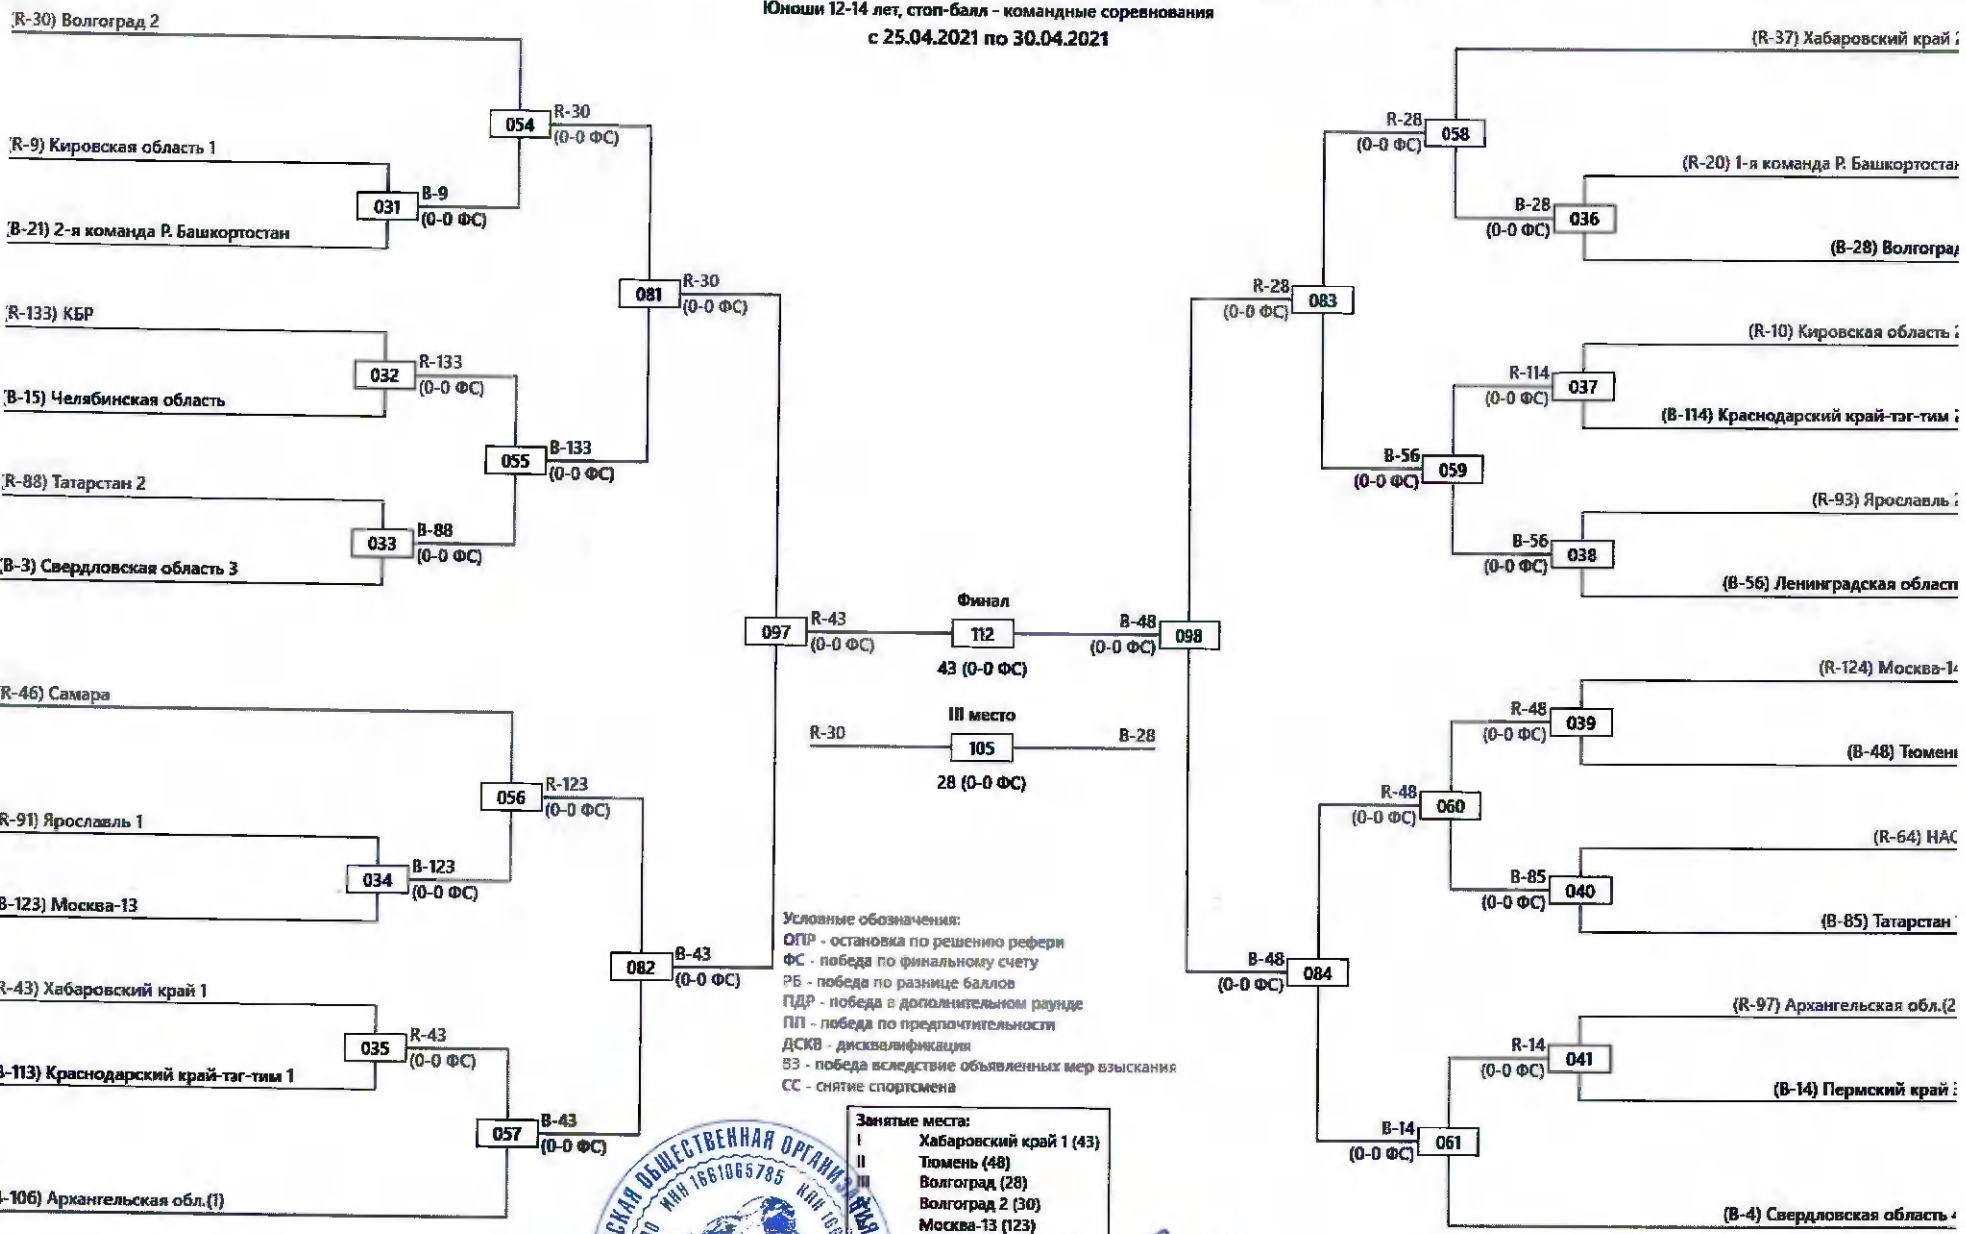 Юноши 12-14 лет, стоп-балл - командные соревнования
с 25.04.2021 по 30.04.2021
(R-30) Волгоград 2
(R-9) Кировская область 1
(B-21) 2-я команда Р. Башкортостан
(R-133) КБР
(B-15) Челябинская область
(R-88) Татарстан 2
(B-3) Свердловская область 3
R-46) Самара
R-91) Ярославль 1
B-123) Москва-13
R-43) Хабаровский край 1
B-113) Краснодарский край-тэг-тим 1
-106) Архангельская обл.(1)
031
B-9
(0-0 ФС)
032
R-133
(0-0 ФС)
033
B-88
(0-0 ФС)
034
B-123
(0-0 ФС)
035
R-43
(0-0 ФС)
054
R-30
(0-0 ФС)
055
B-133
(0-0 ФС)
056
R-123
(0-0 ФС)
057
B-43
(0-0 ФС)
081
R-30
(0-0 ФС)
082
B-43
(0-0 ФС)
097
R-43
(0-0 ФС)
Финал
112
43 (0-0 ФС)
III место
R-30
105
B-28
28 (0-0 ФС)
B-48
(0-0 ФС)
098
R-28
(0-0 ФС)
083
B-48
(0-0 ФС)
084
R-28
(0-0 ФС)
058
B-56
(0-0 ФС)
059
R-48
(0-0 ФС)
060
B-14
(0-0 ФС)
061
B-28
(0-0 ФС)
036
R-114
(0-0 ФС)
037
B-56
(0-0 ФС)
038
R-48
(0-0 ФС)
039
B-85
(0-0 ФС)
040
R-14
(0-0 ФС)
041
(R-37) Хабаровский край 2
(R-20) 1-я команда Р. Башкортостан
(B-28) Волгоград
(R-10) Кировская область 2
(B-114) Краснодарский край-тэг-тим 2
(R-93) Ярославль 2
(B-56) Ленинградская област
(R-124) Москва-14
(B-48) Тюмень
(R-64) НАО
(B-85) Татарстан
(R-97) Архангельская обл.(2
(B-14) Пермский край 3
(B-4) Свердловская область 4
Условные обозначения:
ОПР - остановка по решению рефери
ФС - победа по финальному счету
РБ - победа по разнице баллов
ПДР - победа в дополнительном раунде
ПП - победа по предпочтительности
ДСКВ - дисквалификация
ВЗ - победа вследствие объявленных мер взыскания
СС - снятие спортсмена
Занятые места:
I Хабаровский край 1 (43)
II Тюмень (48)
III Волгоград (28)
Волгоград 2 (30)
Москва-13 (123)
СКАЯ ОБЩЕСТВЕННАЯ ОРГАНИЗАЦИЯ
ИНН 1661065785 КПП 166